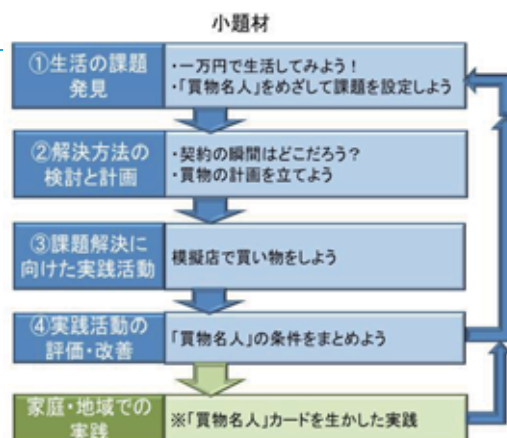 小題材
①生活の課題
発見
・一万円で生活してみよう！
・「買物名人」をめざして課題を設定しよう
②解決方法の
検討と計画
・契約の瞬間はどこだろう？
・買物の計画を立てよう
③課題解決に
向けた実践活動
模擬店で買い物をしよう
④実践活動の
評価・改善
「買物名人」の条件をまとめよう
家庭・地域での
実践
※「買物名人」カードを生かした実践